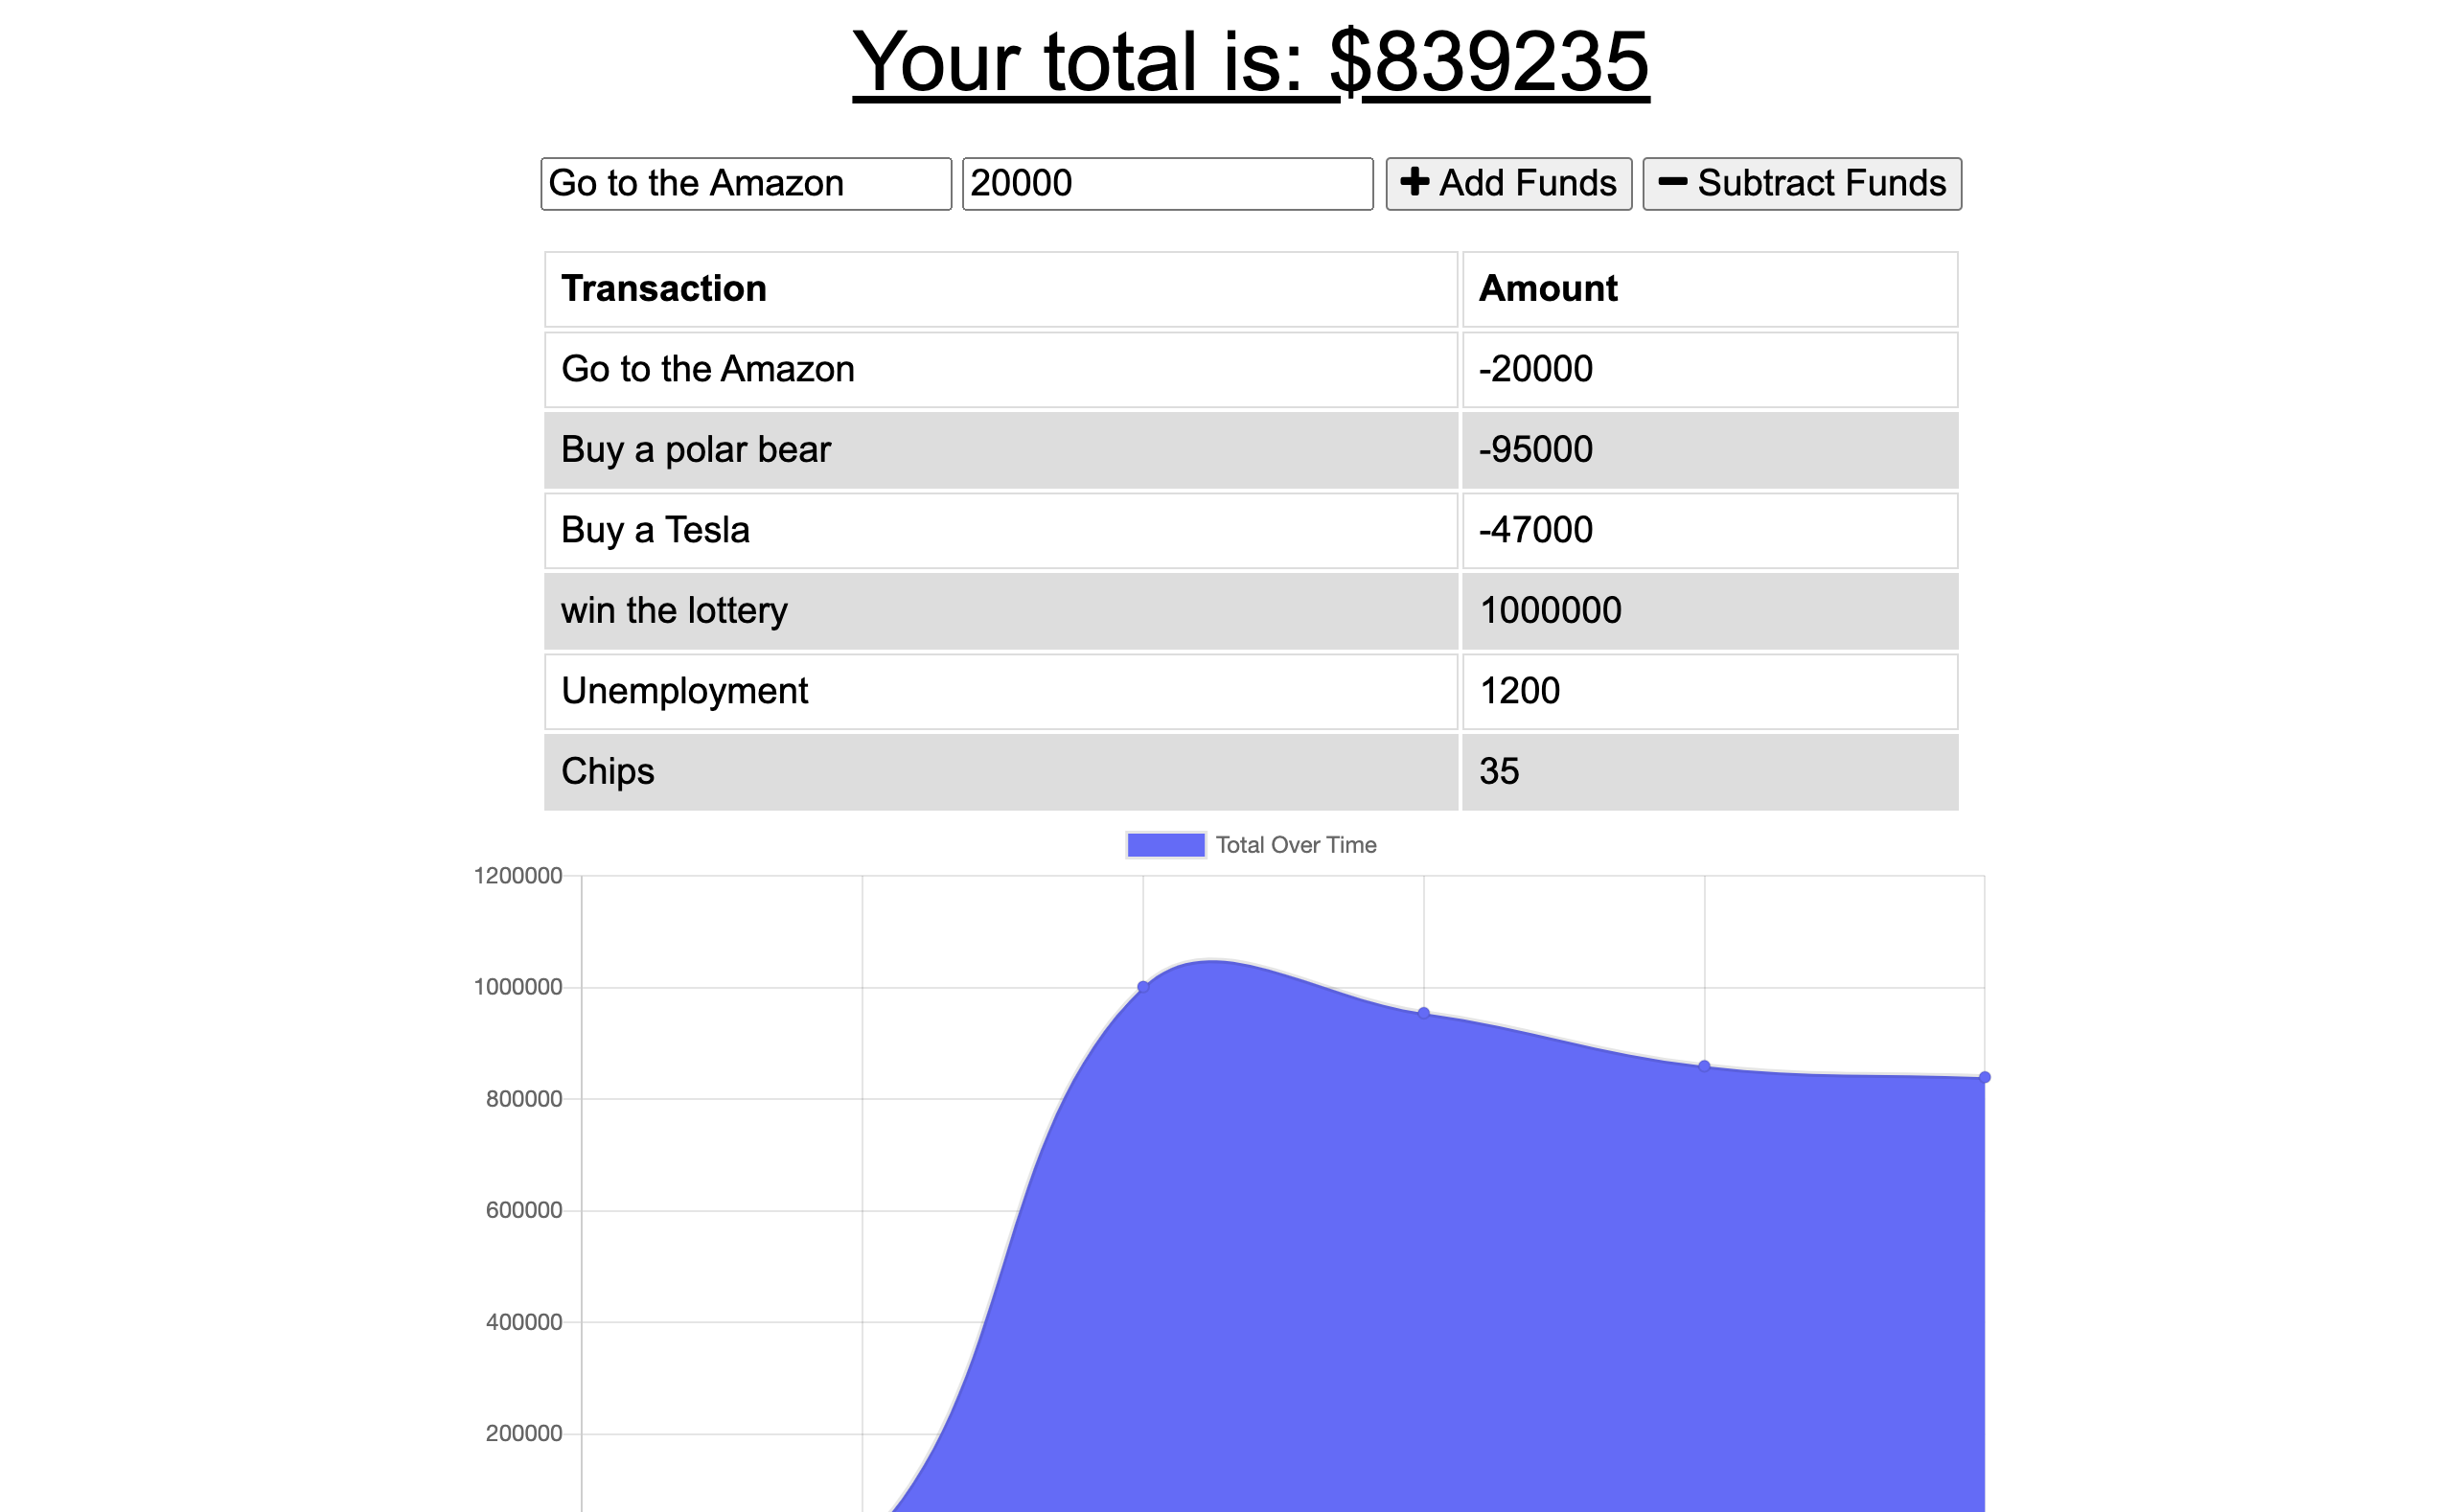 Your total is: $839235
Go to the Amazon 20000 Add Funds Subtract Funds
Transaction Amount
Go to the Amazon -20000
Buy a polar bear -95000
Buy a Tesla -47000
win the lottery 1000000
Unemployment 1200
Chips 35
Total Over Time
1200000
1000000
800000
600000
400000
200000